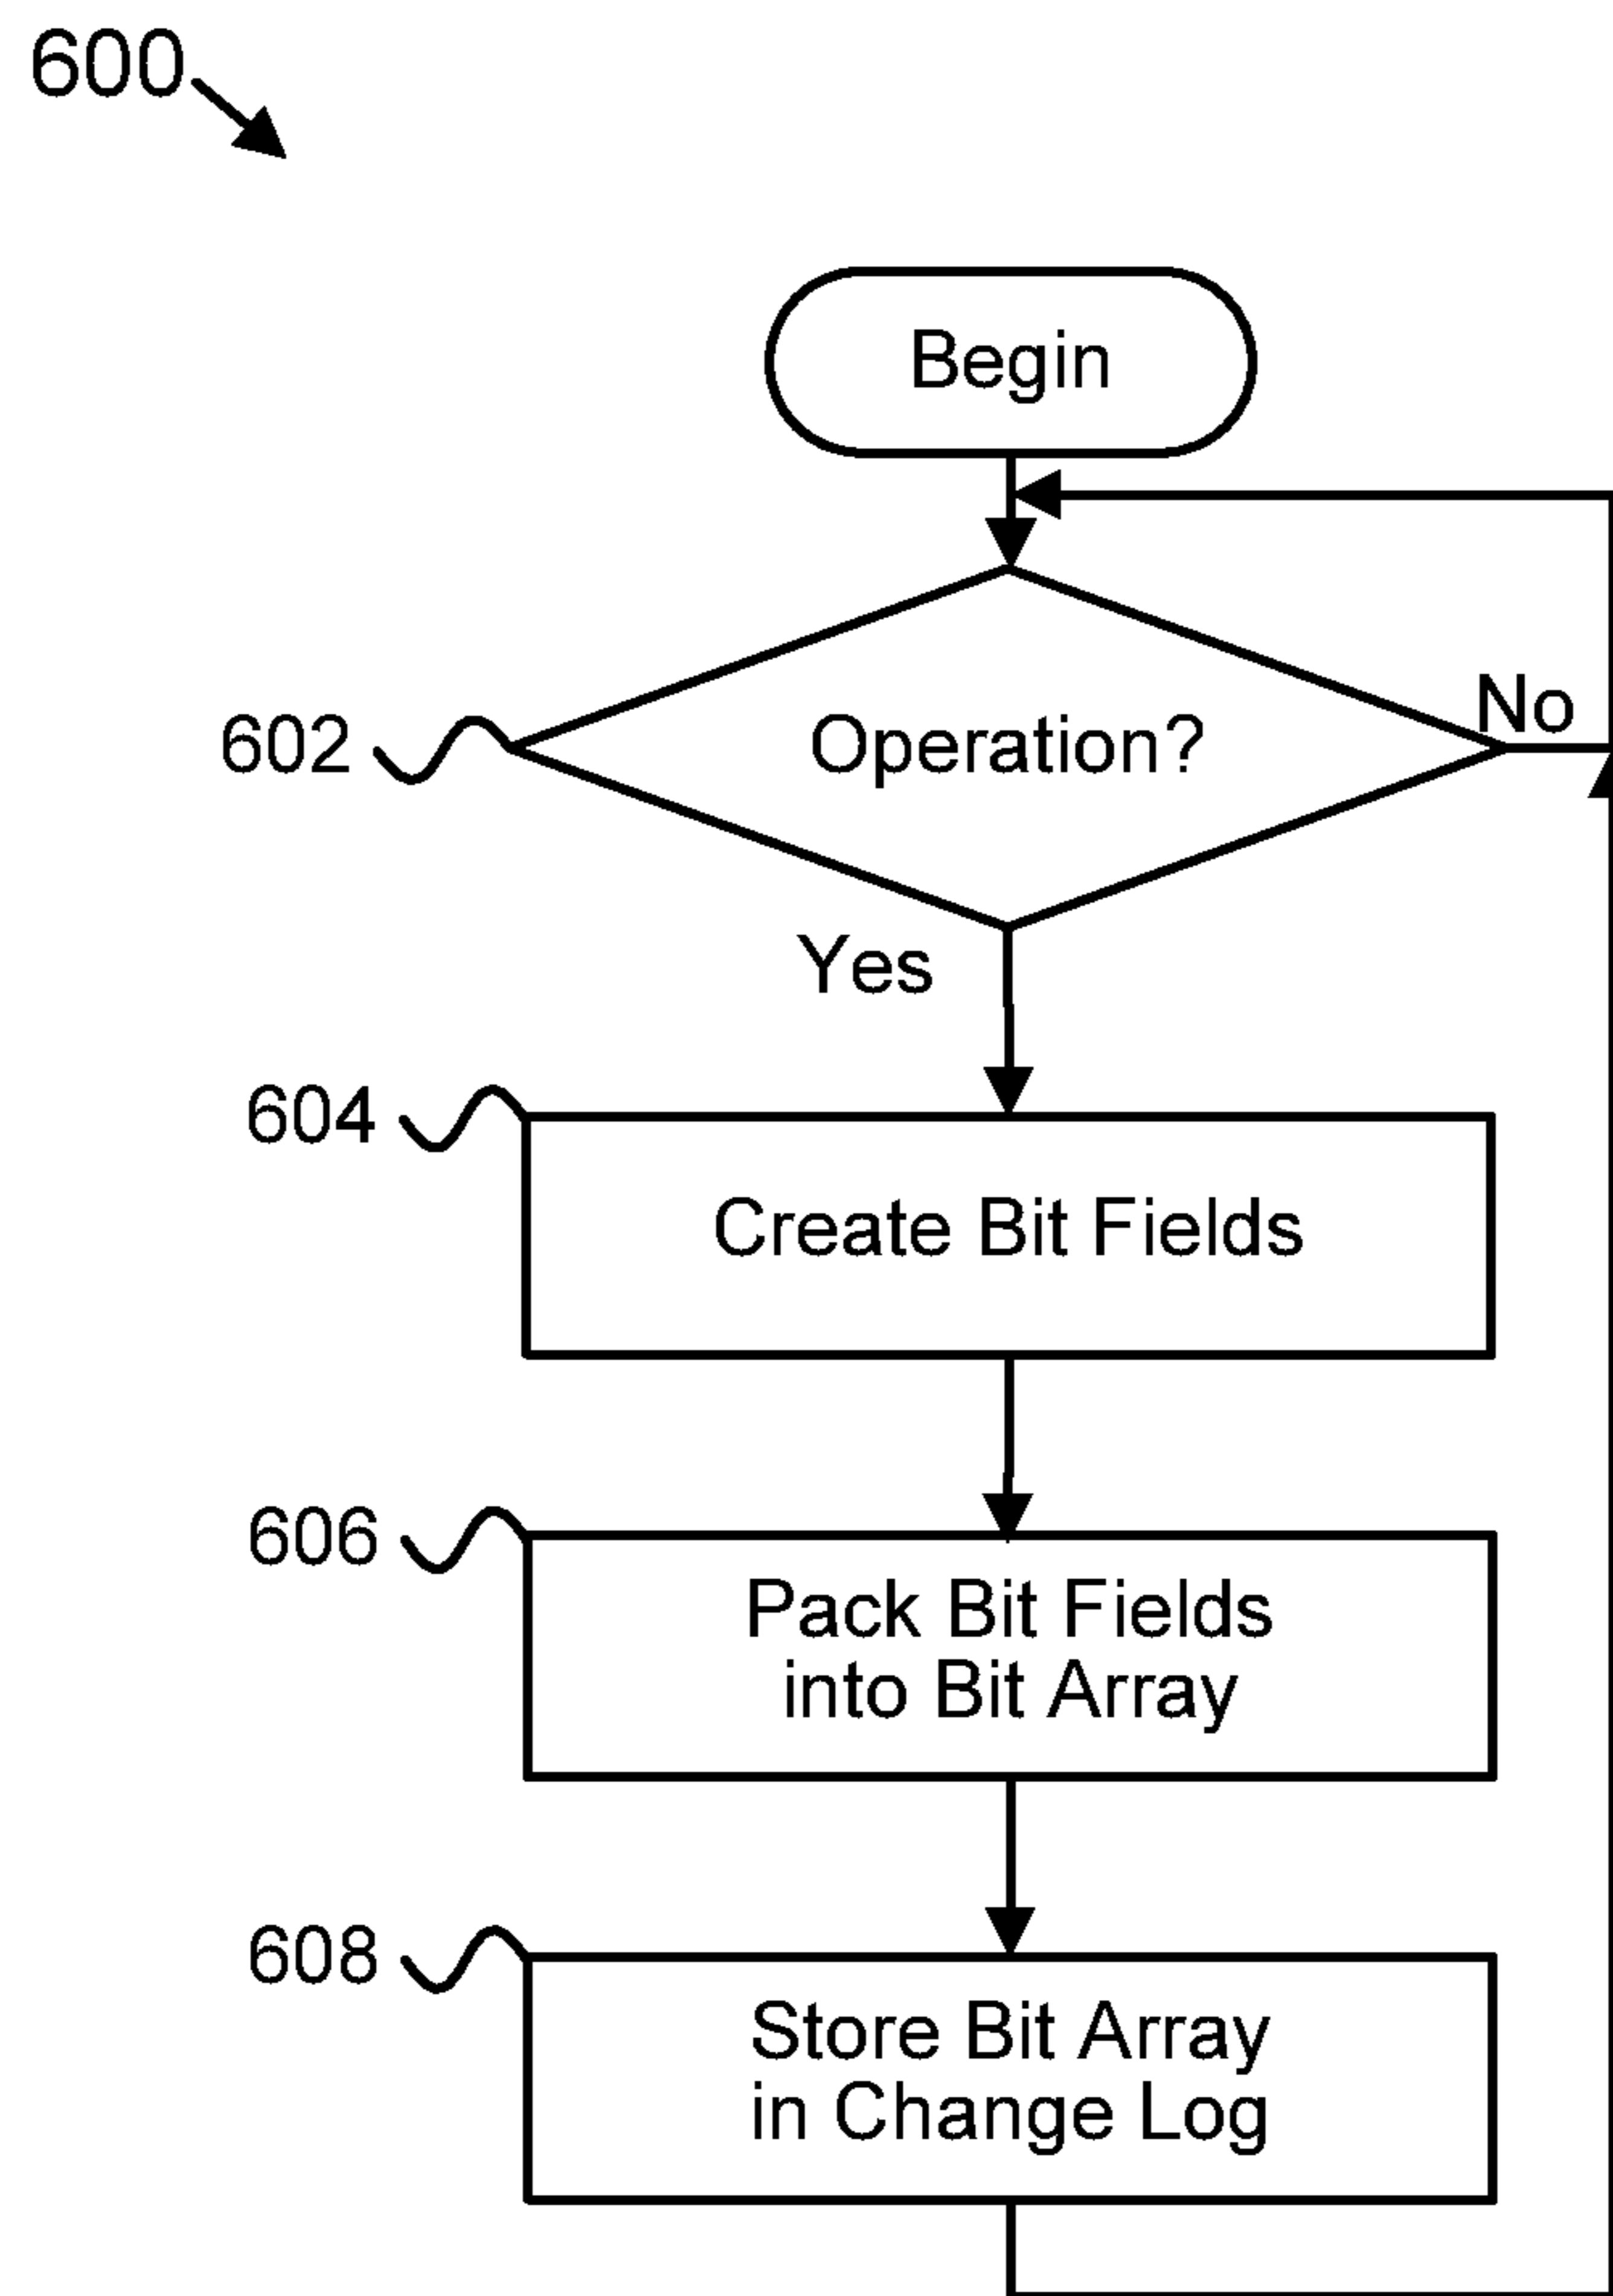 600
Begin
602
Operation?
No
Yes
604
Create Bit Fields
606
Pack Bit Fields
into Bit Array
608
Store Bit Array
in Change Log